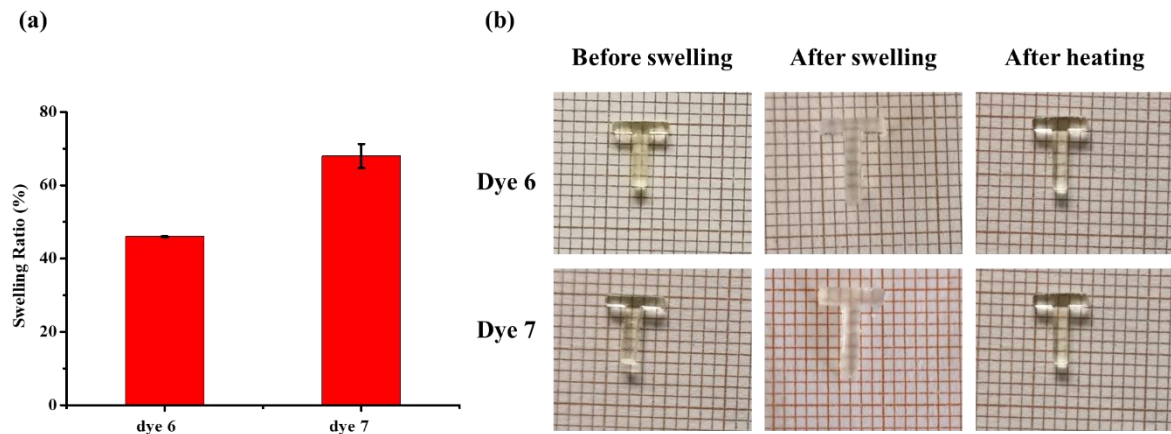 (a)
80
60
40
20
0
Swelling Ratio (%)
dye 6
dye 7
(b)
Before swelling
After swelling
After heating
Dye 6
Dye 7